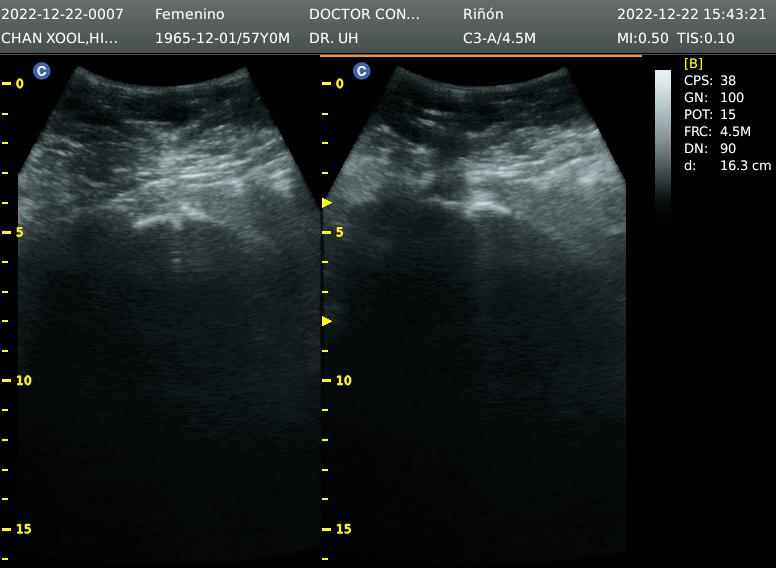 2022-12-22-0007 Femenino DOCTOR CON... Riñón 2022-12-22 15:43:21
CHAN XOOL,HI... 1965-12-01/57Y0M DR. UH C3-A/4.5M MI:0.50 TIS:0.10
[B]
CPS: 38
GN: 100
POT: 15
FRC: 4.5M
DN: 90
d: 16.3 cm
C C
0 0
5 5
10 10
15 15